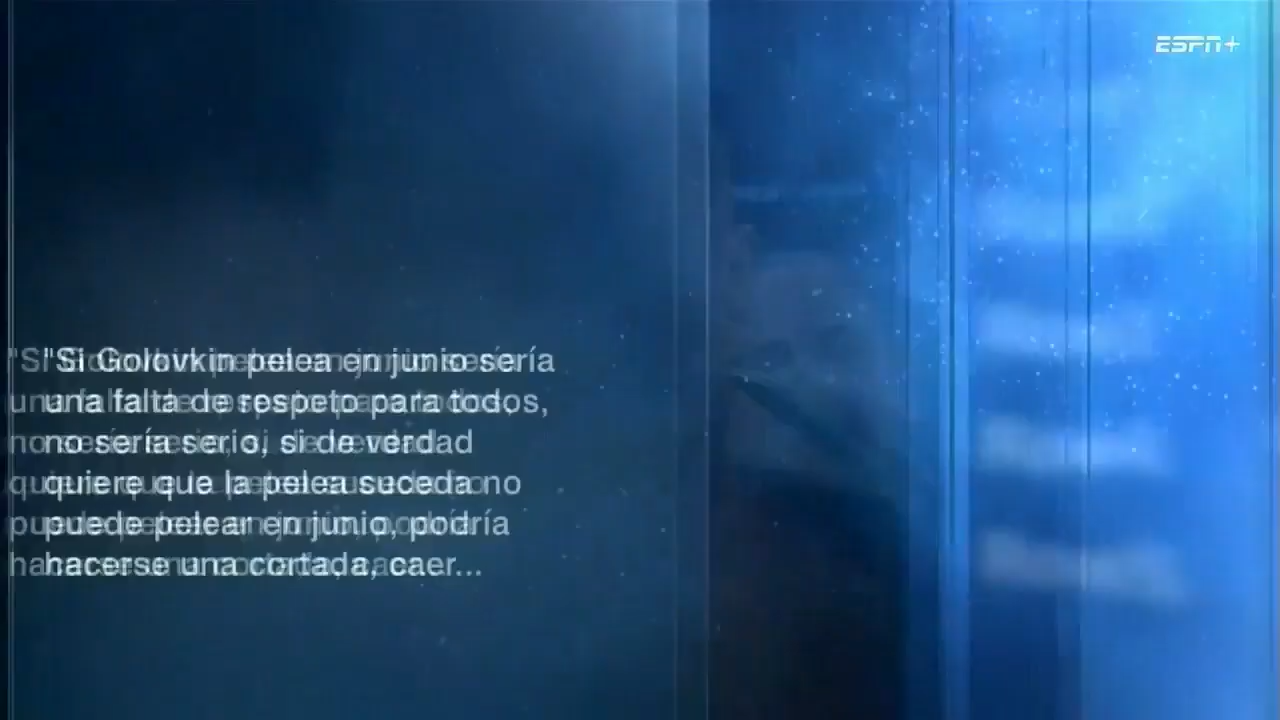 ESPN+
"Si Golovkin pelea en junio sería
una falta de respeto para todos,
no sería serio, si de verdad
quiere que la pelea suceda no
puede pelear en junio, podría
hacerse una cortada, caer...